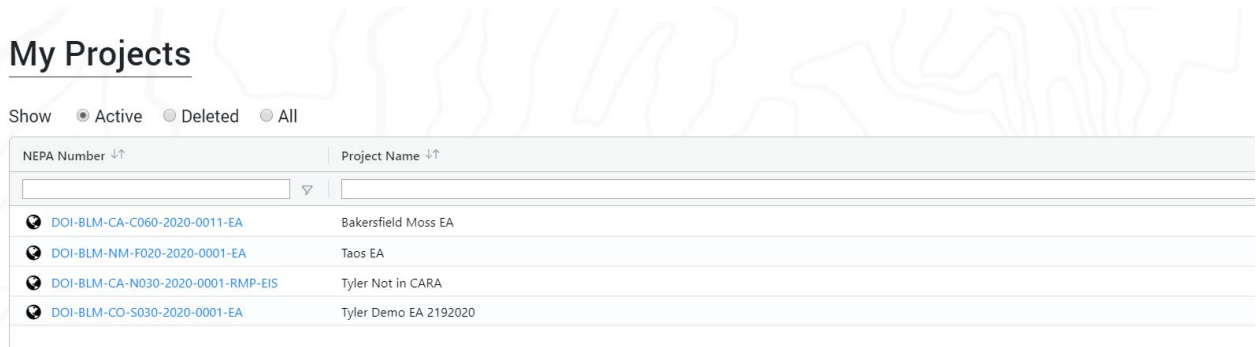 My Projects
Show Active Deleted All
NEPA Number Project Name
DOI-BLM-CA-C060-2020-0011-EA Bakersfield Moss EA
DOI-BLM-NM-F020-2020-0001-EA Taos EA
DOI-BLM-CA-N030-2020-0001-RMP-EIS Tyler Not in CARA
DOI-BLM-CO-S030-2020-0001-EA Tyler Demo EA 2192020